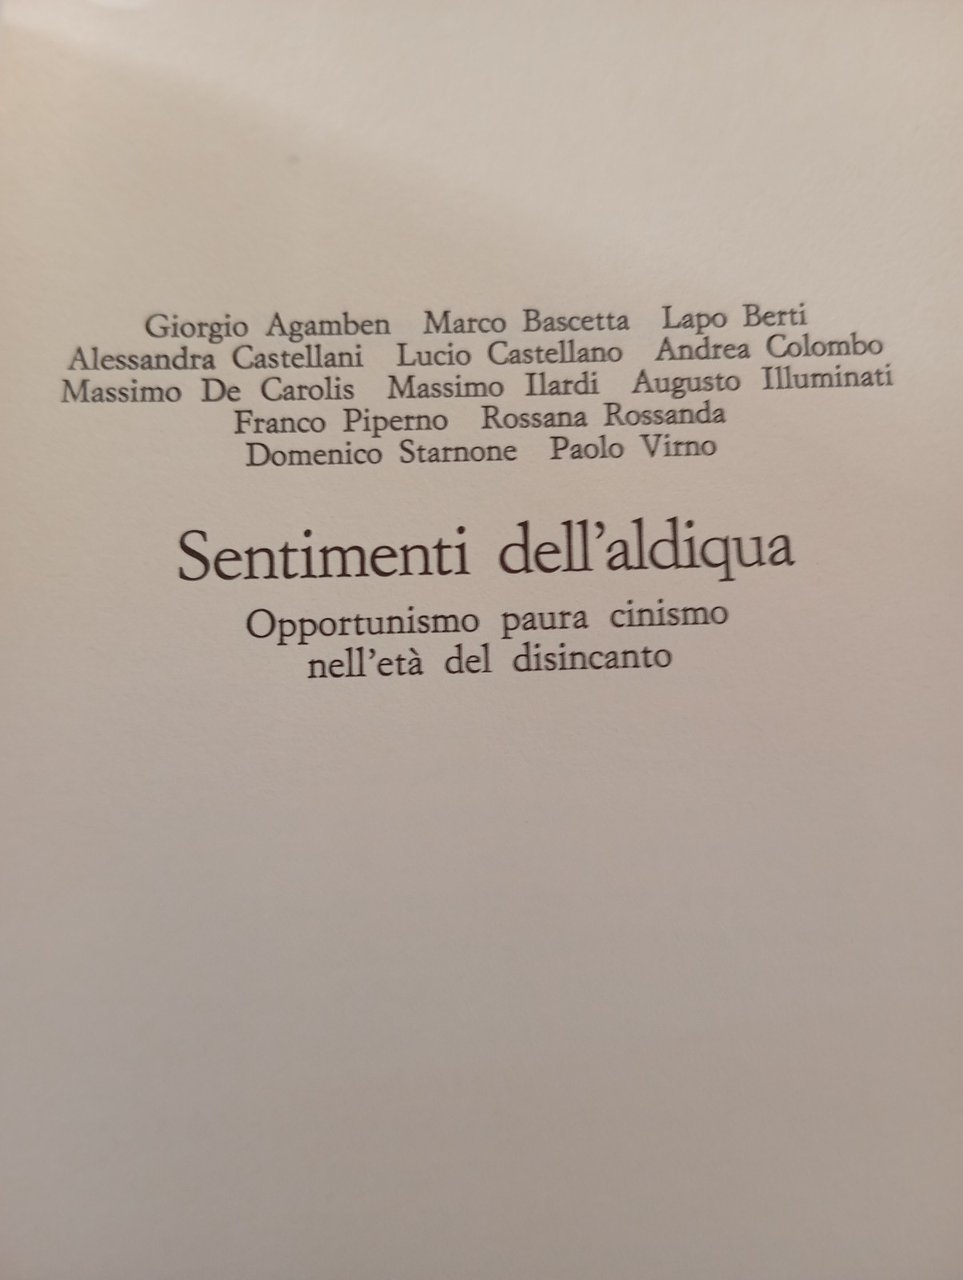 Giorgio Agamben Marco Bascetta Lapo Berti
Alessandra Castellani Lucio Castellano Andrea Colombo
Massimo De Carolis Massimo Ilardi Augusto Illuminati
Franco Piperno Rossana Rossanda
Domenico Starnone Paolo Virno
Sentimenti dell'aldiqua
Opportunismo paura cinismo
nell'età del disincanto